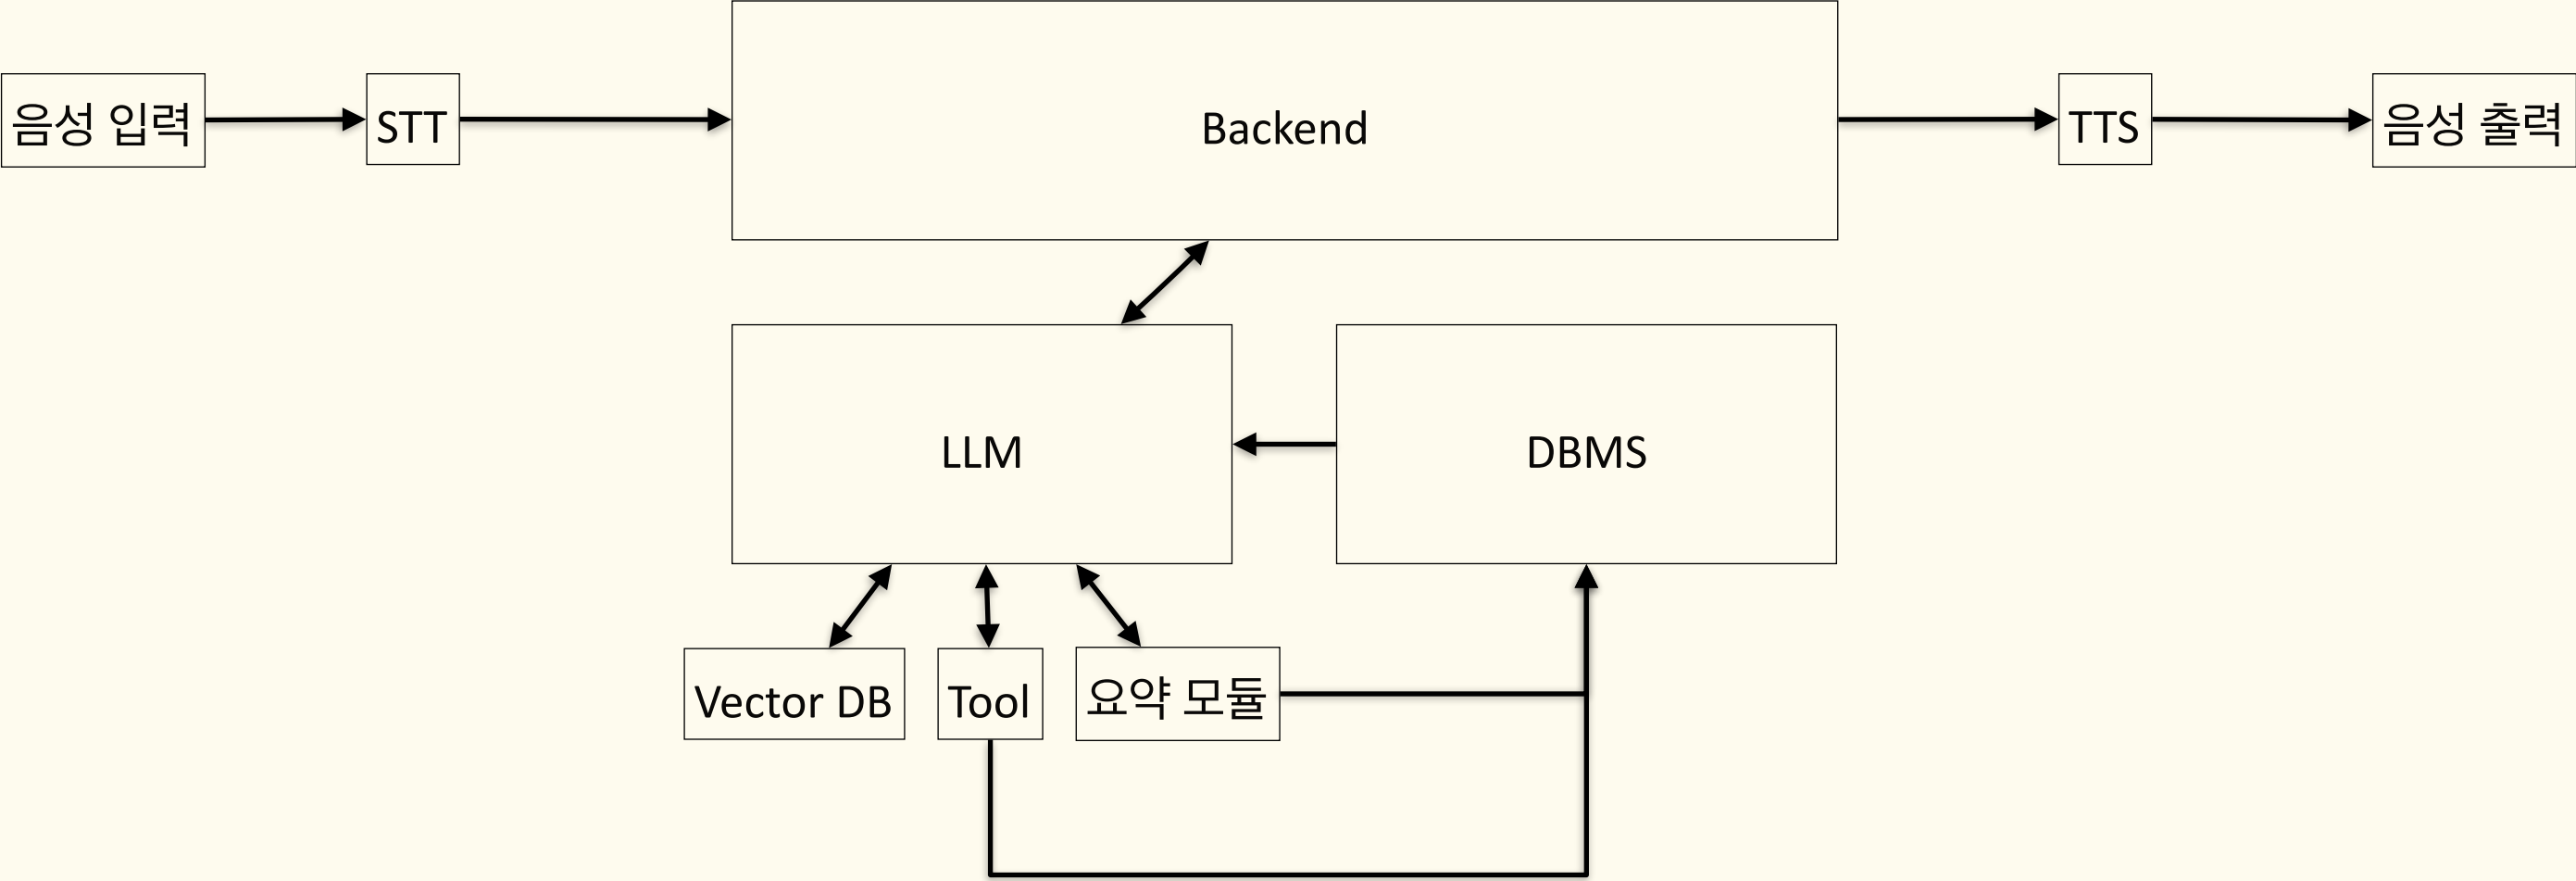 음성 입력
STT
Backend
TTS
음성 출력
LLM
DBMS
Vector DB
Tool
요약 모듈